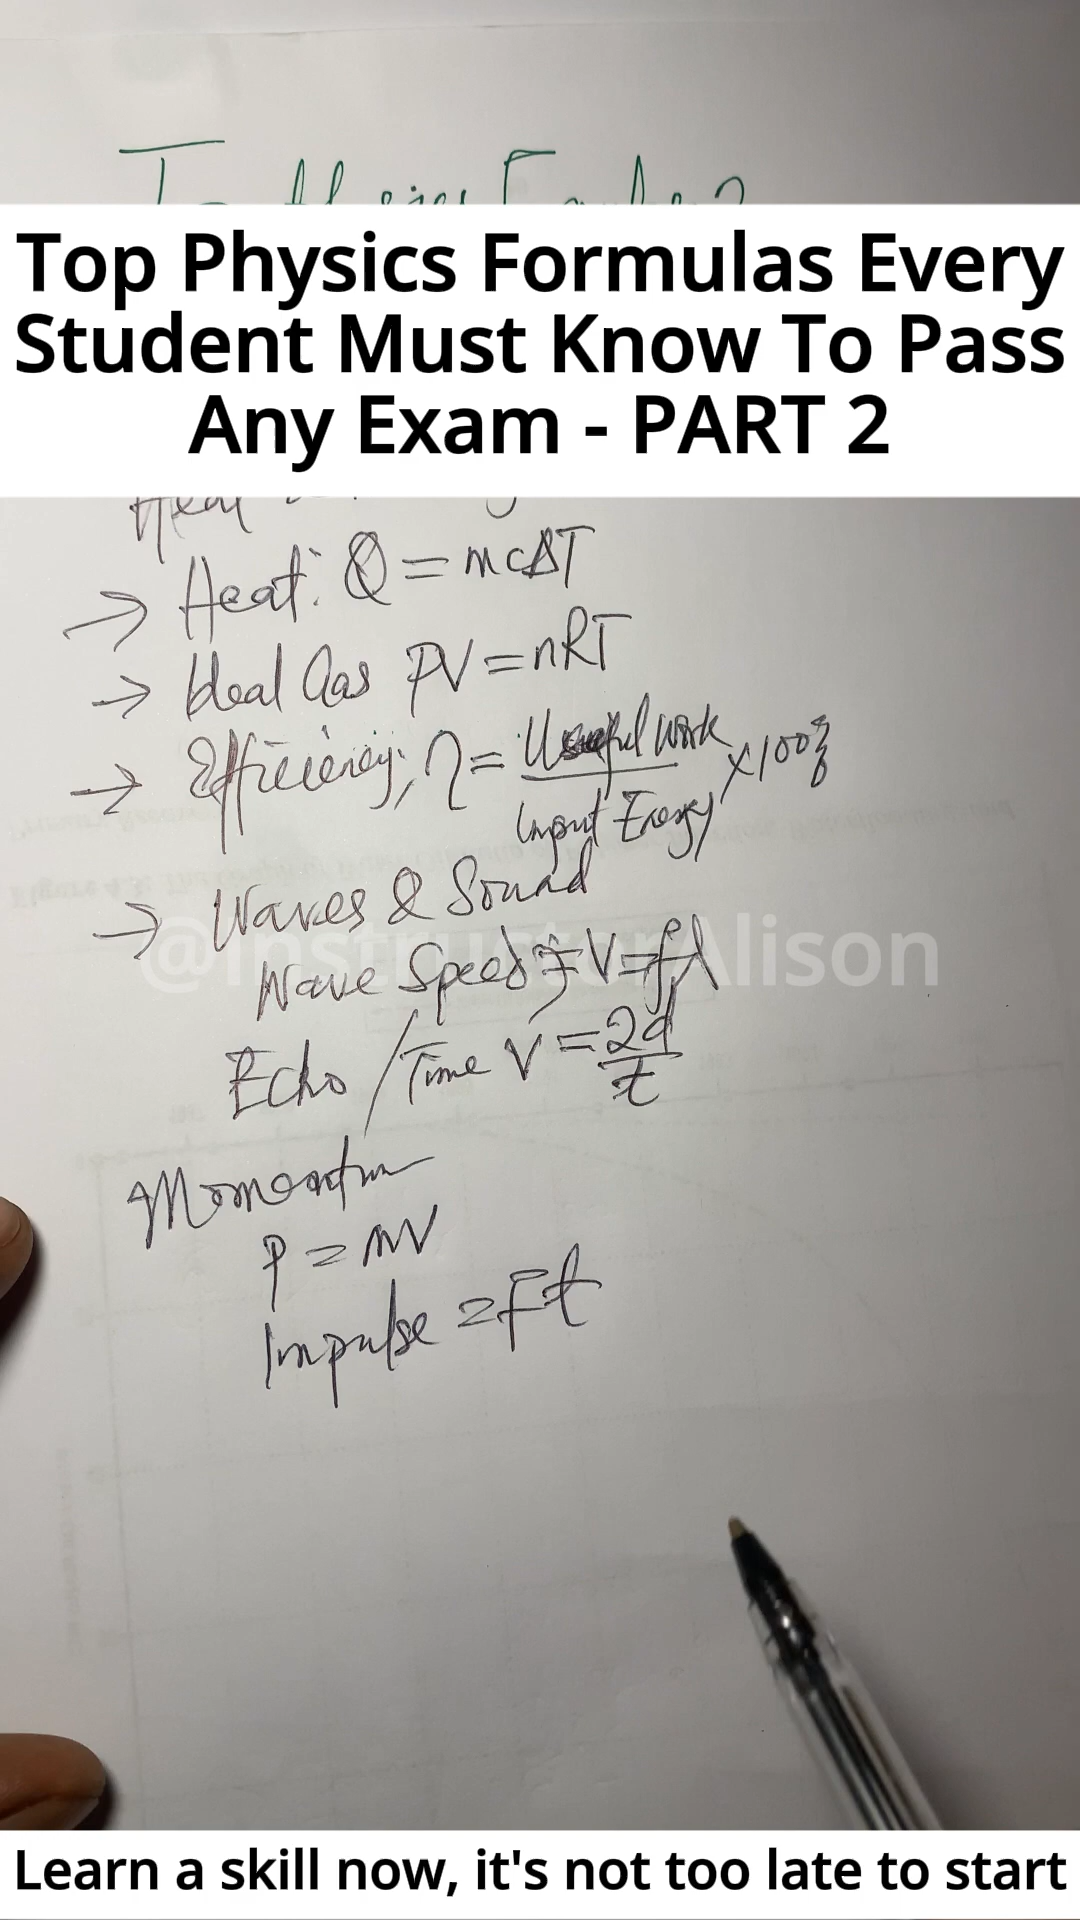 Top Physics Formulas Every
Student Must Know To Pass
Any Exam - PART 2
Heat
→ Heat: Q = mcΔT
→ Ideal Gas PV = nRT
→ Efficiency, η = Useful Work / Input Energy × 100%
→ Waves & Sound
@InstructorAlison
Wave Speed = V = fλ
Echo / Time V = 2d / t
Momentum
P = mv
Impulse = Ft
Learn a skill now, it's not too late to start